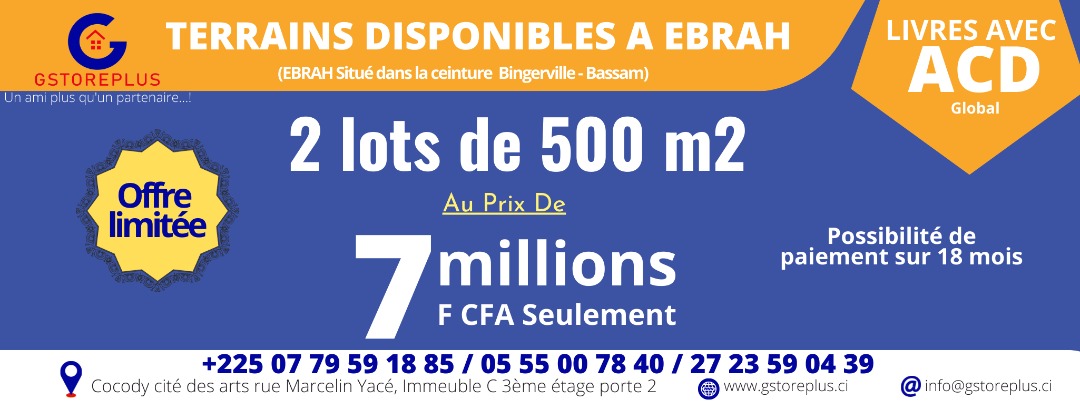 GSTOREPLUS
Un ami plus qu'un partenaire...!
TERRAINS DISPONIBLES A EBRAH
(EBRAH Situé dans la ceinture Bingerville - Bassam)
LIVRES AVEC
ACD
Global
2 lots de 500 m2
Offre
limitée
Au Prix De
7 millions
F CFA Seulement
Possibilité de
paiement sur 18 mois
+225 07 79 59 18 85 / 05 55 00 78 40 / 27 23 59 04 39
Cocody cité des arts rue Marcelin Yacé, Immeuble C 3ème étage porte 2
www.gstoreplus.ci
info@gstoreplus.ci